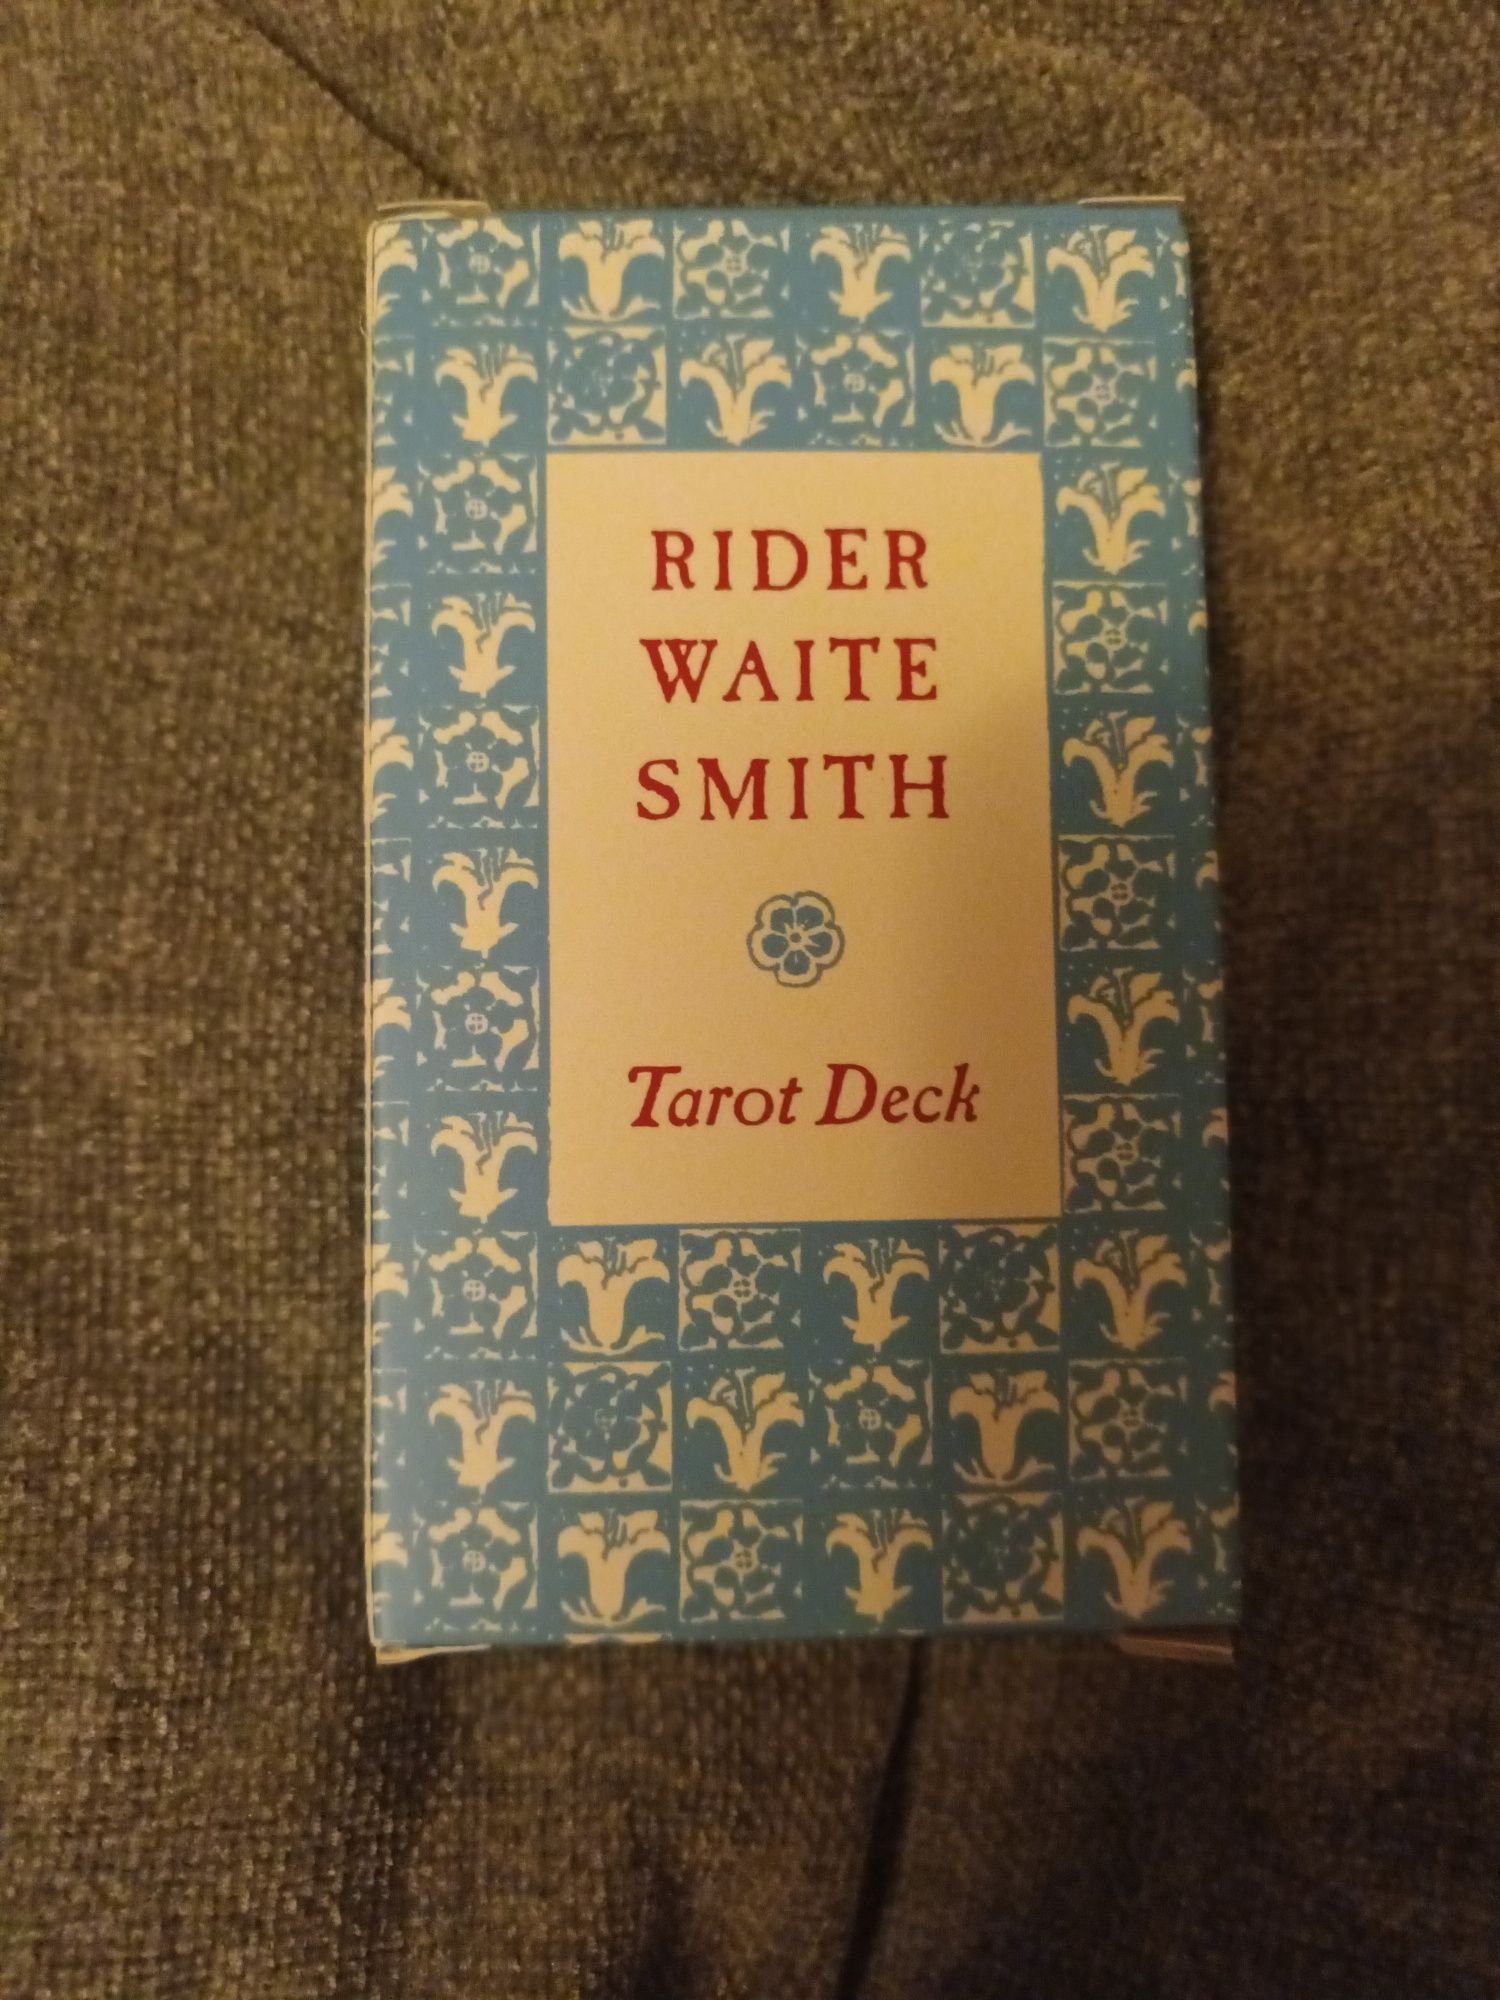 RIDER
WAITE
SMITH
Tarot Deck